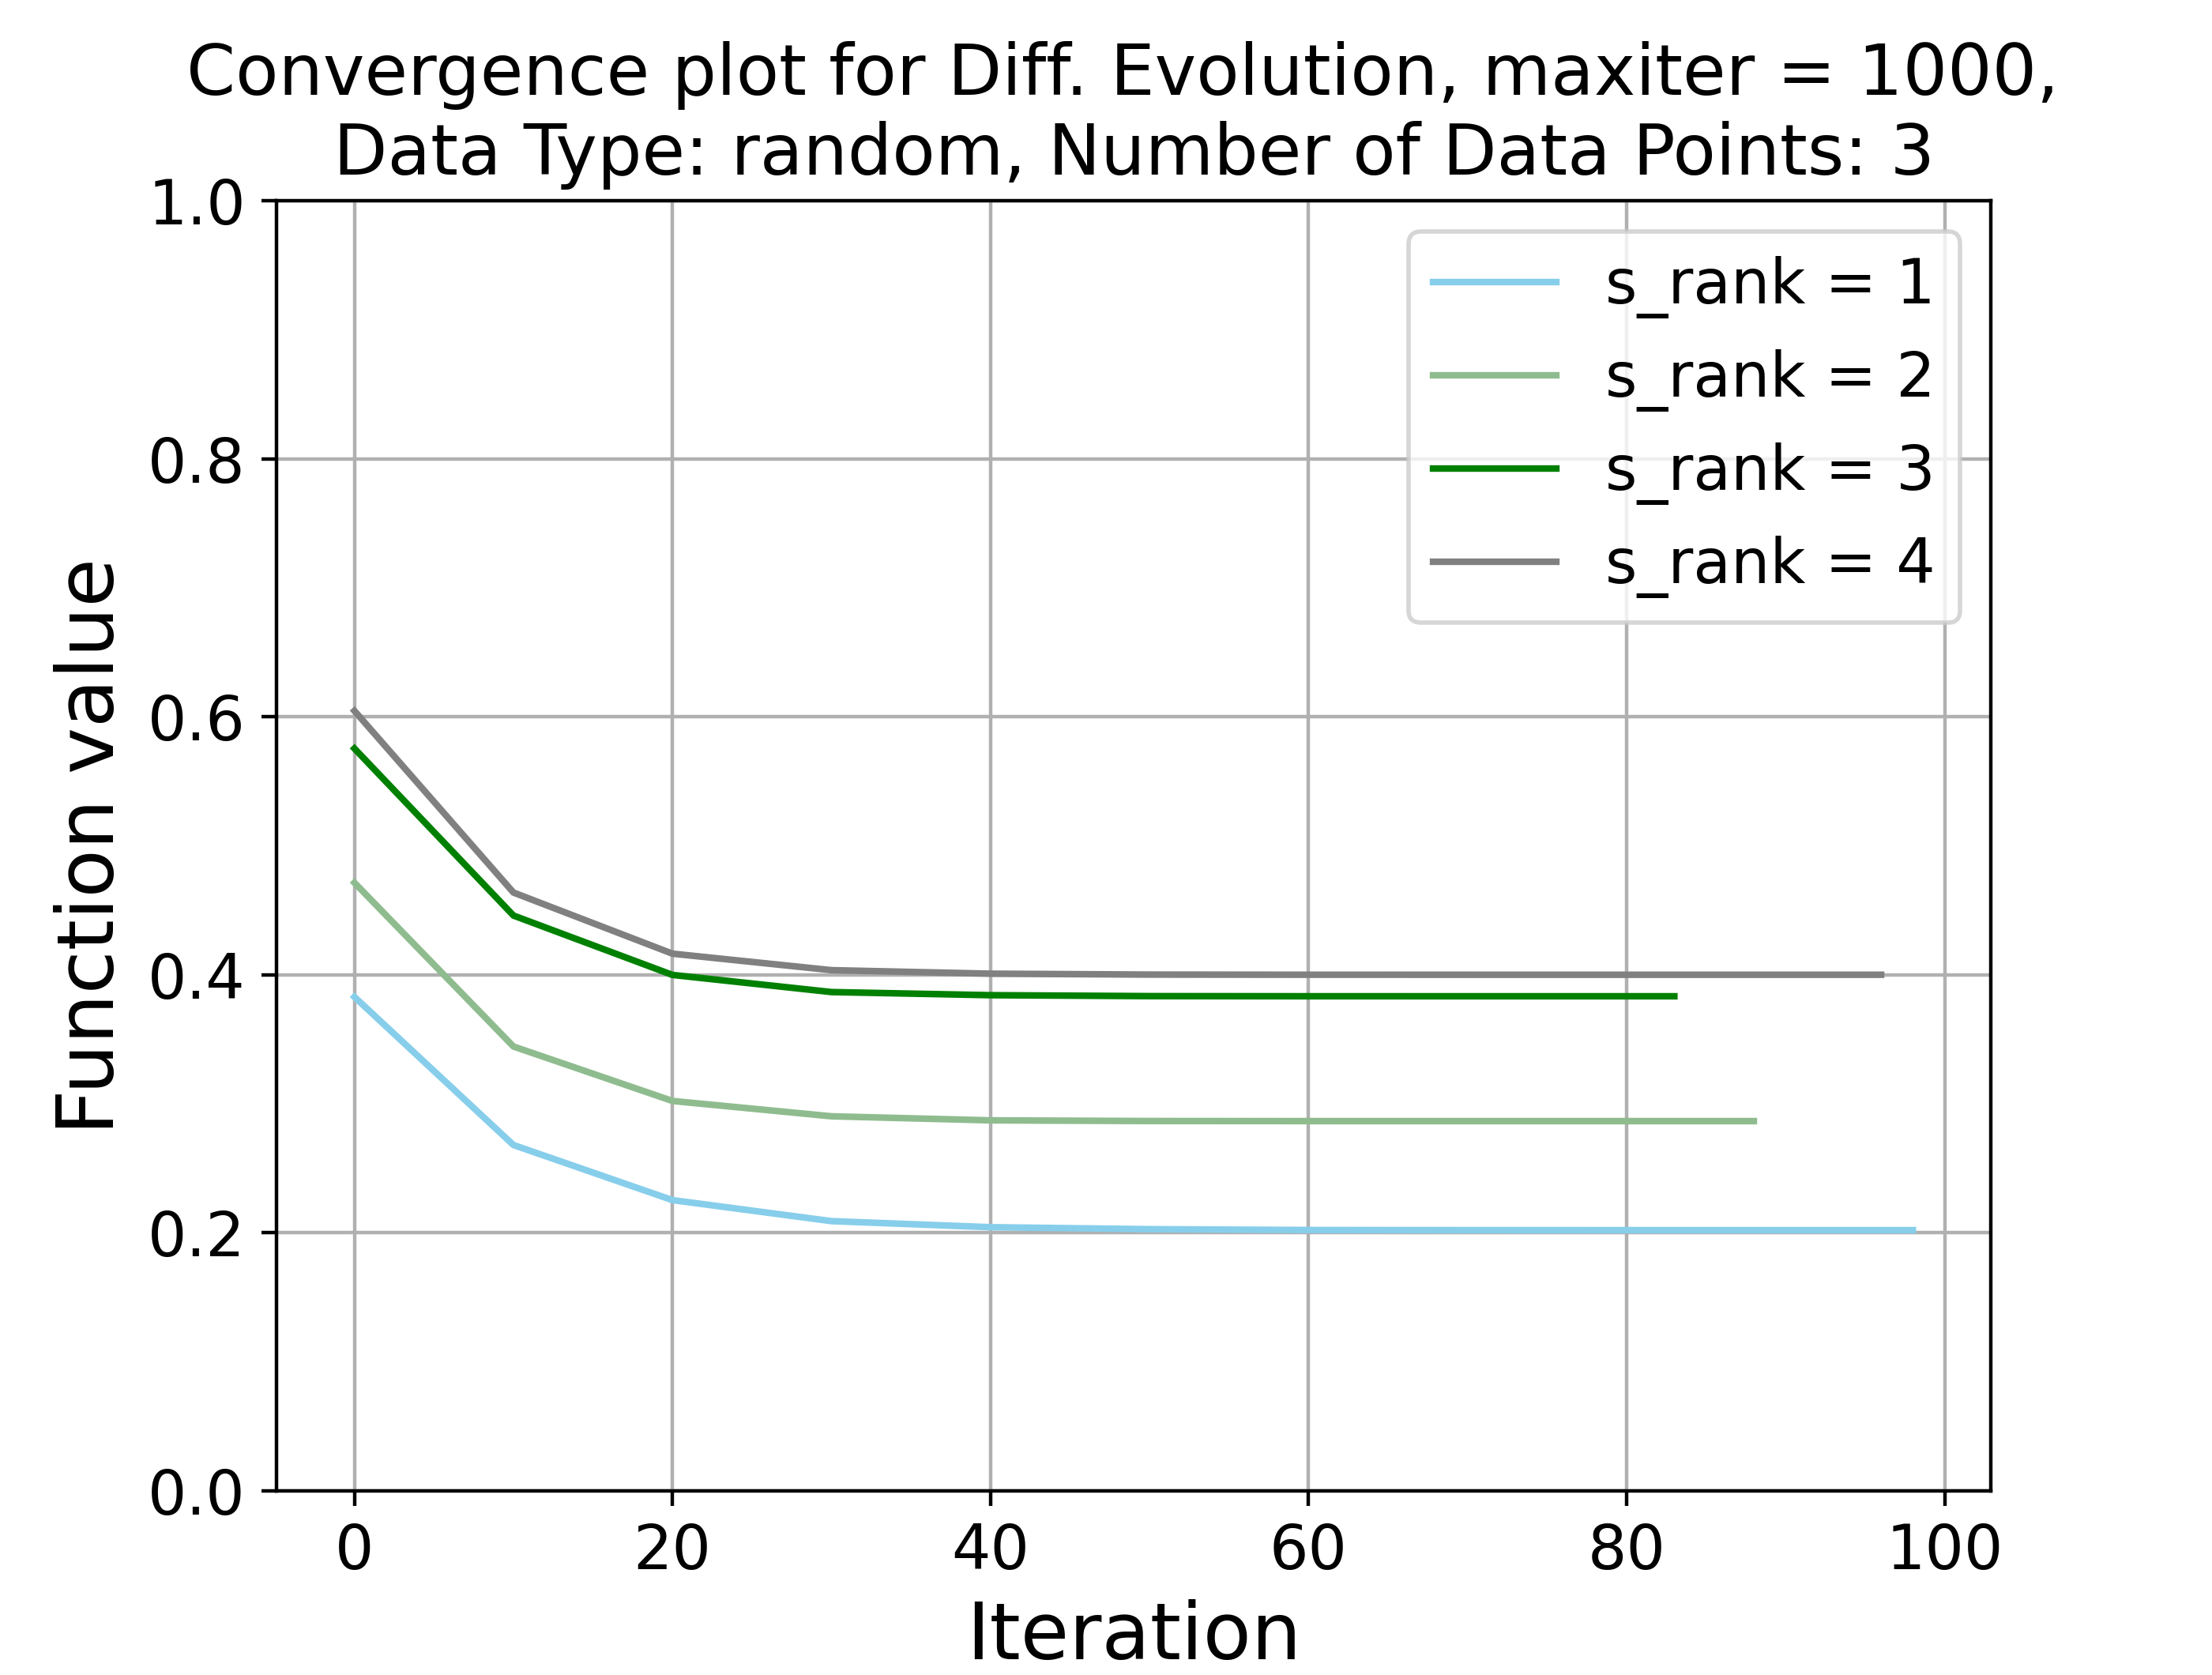 Convergence plot for Diff. Evolution, maxiter = 1000,
Data Type: random, Number of Data Points: 3
1.0
0.8
0.6
0.4
0.2
0.0
Function value
s_rank = 1
s_rank = 2
s_rank = 3
s_rank = 4
0 20 40 60 80 100
Iteration